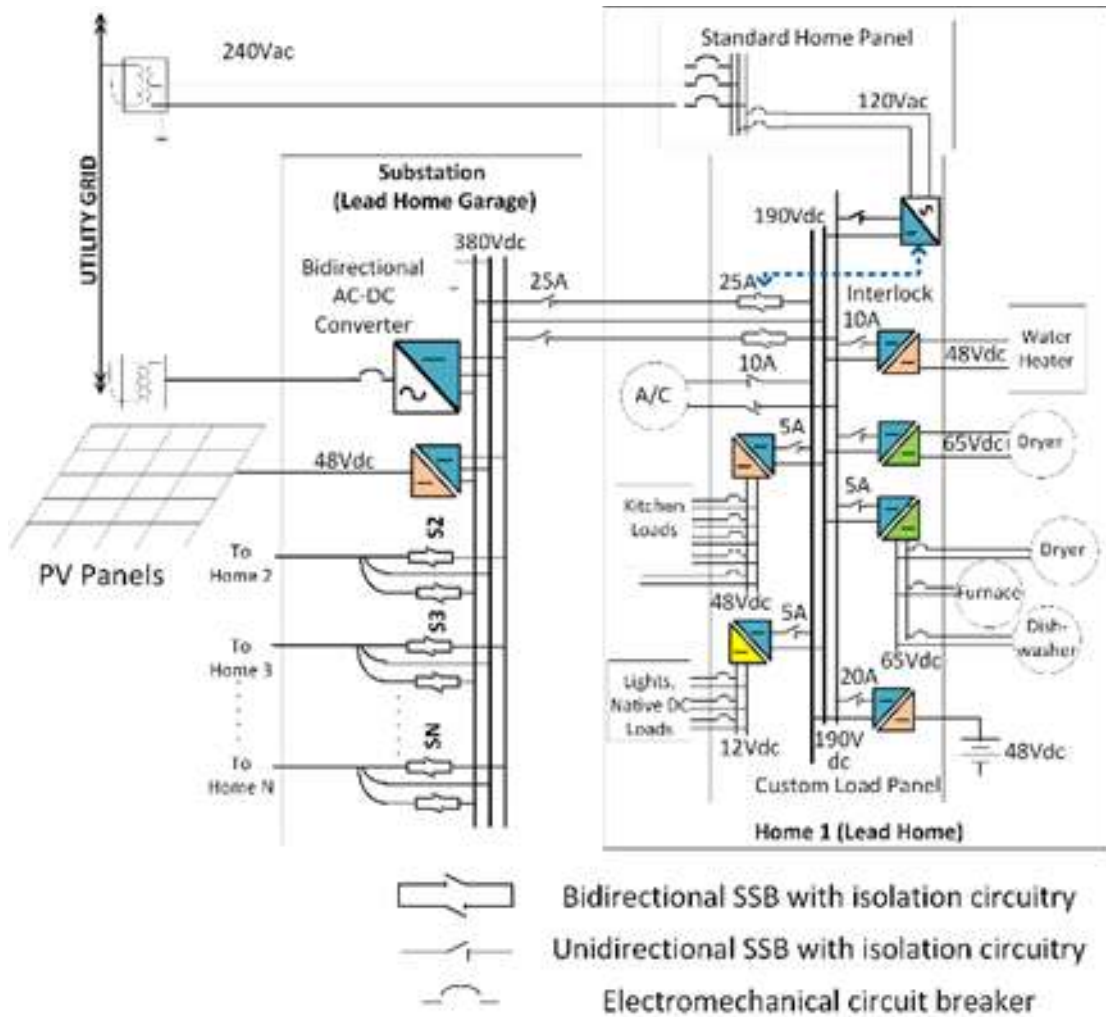 Standard Home Panel
240Vac
120Vac
UTILITY GRID
Substation
(Lead Home Garage)
380Vdc
190Vdc
Bidirectional
AC-DC
Converter
25A
25A
Interlock
10A
Water
Heater
48Vdc
10A
A/C
5A
65Vdc
Dryer
48Vdc
5A
Kitchen
Loads
S2
To
Home 2
PV Panels
Dryer
Furnace
48Vdc
5A
S3
To
Home 3
Dish-
washer
65Vdc
20A
Lights,
Native DC
Loads
SN
To
Home N
12Vdc
190V
dc
48Vdc
Custom Load Panel
Home 1 (Lead Home)
Bidirectional SSB with isolation circuitry
Unidirectional SSB with isolation circuitry
Electromechanical circuit breaker